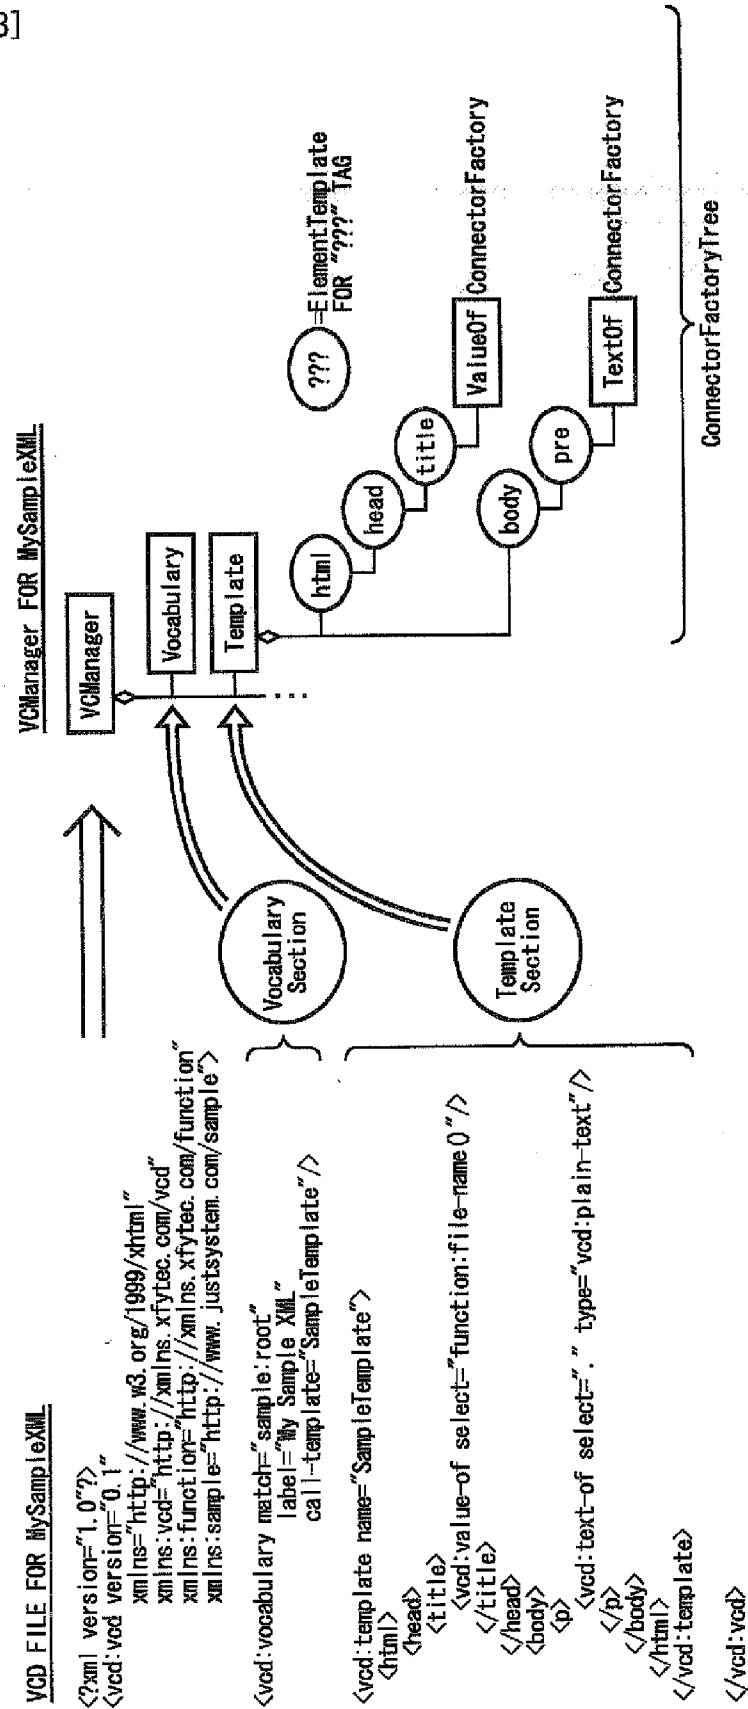 3]
VCD FILE FOR MySampleXML
<?xml version="1.0"?>
<vcd:vcd version="0.1"
xmlns="http://www.w3.org/1999/xhtml"
xmlns:vcd="http://xmlns.xfytec.com/vcd"
xmlns:function="http://xmlns.xfytec.com/function"
xmlns:sample="http://www.justsystem.com/sample">
<vcd:vocabulary match="sample:root"
label="My Sample XML"
call-template="SampleTemplate"/>
<vcd:template name="SampleTemplate">
<html>
<head>
<title>
<vcd:value-of select="function:file-name()"/>
</title>
</head>
<body>
<p>
<vcd:text-of select="." type="vcd:plain-text"/>
</p>
</body>
</html>
</vcd:template>
</vcd:vcd>
Vocabulary
Section
Template
Section
VCManager FOR MySampleXML
VCManager
Vocabulary
Template
...
html
head
title
ValueOf ConnectorFactory
body
pre
TextOf ConnectorFactory
??? =ElementTemplate
FOR "???" TAG
ConnectorFactoryTree